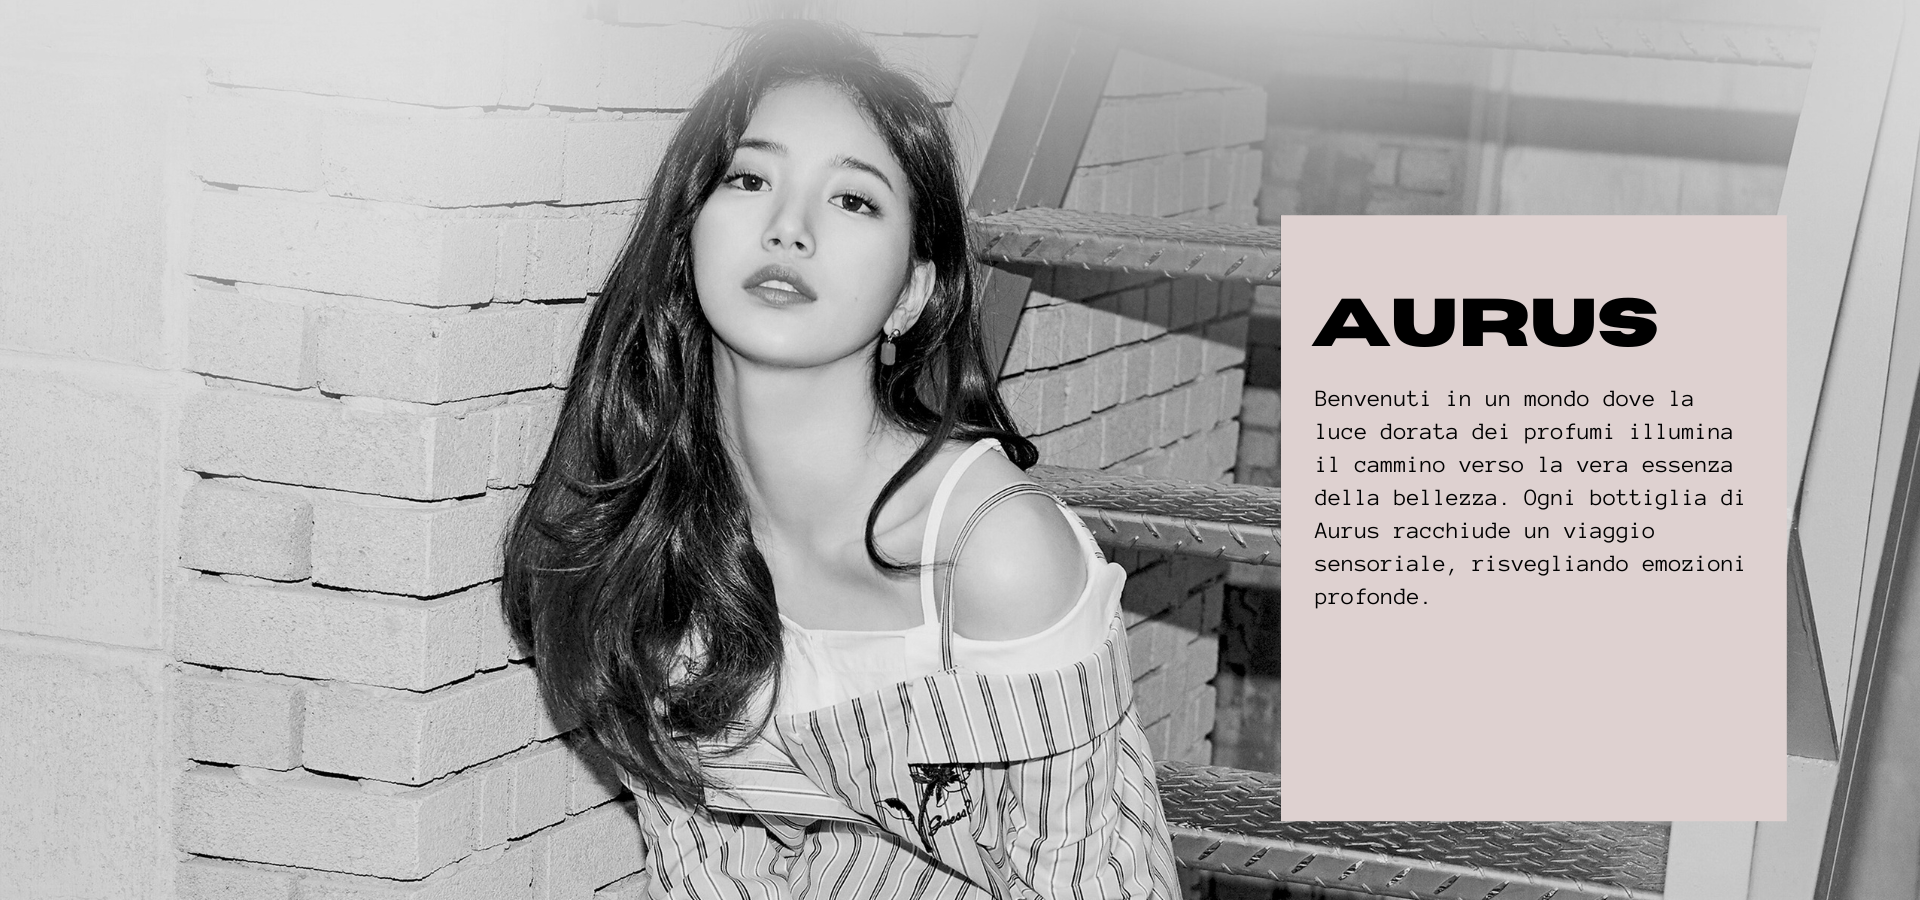 AURUS
Benvenuti in un mondo dove la
luce dorata dei profumi illumina
il cammino verso la vera essenza
della bellezza. Ogni bottiglia di
Aurus racchiude un viaggio
sensoriale, risvegliando emozioni
profonde.
Guess